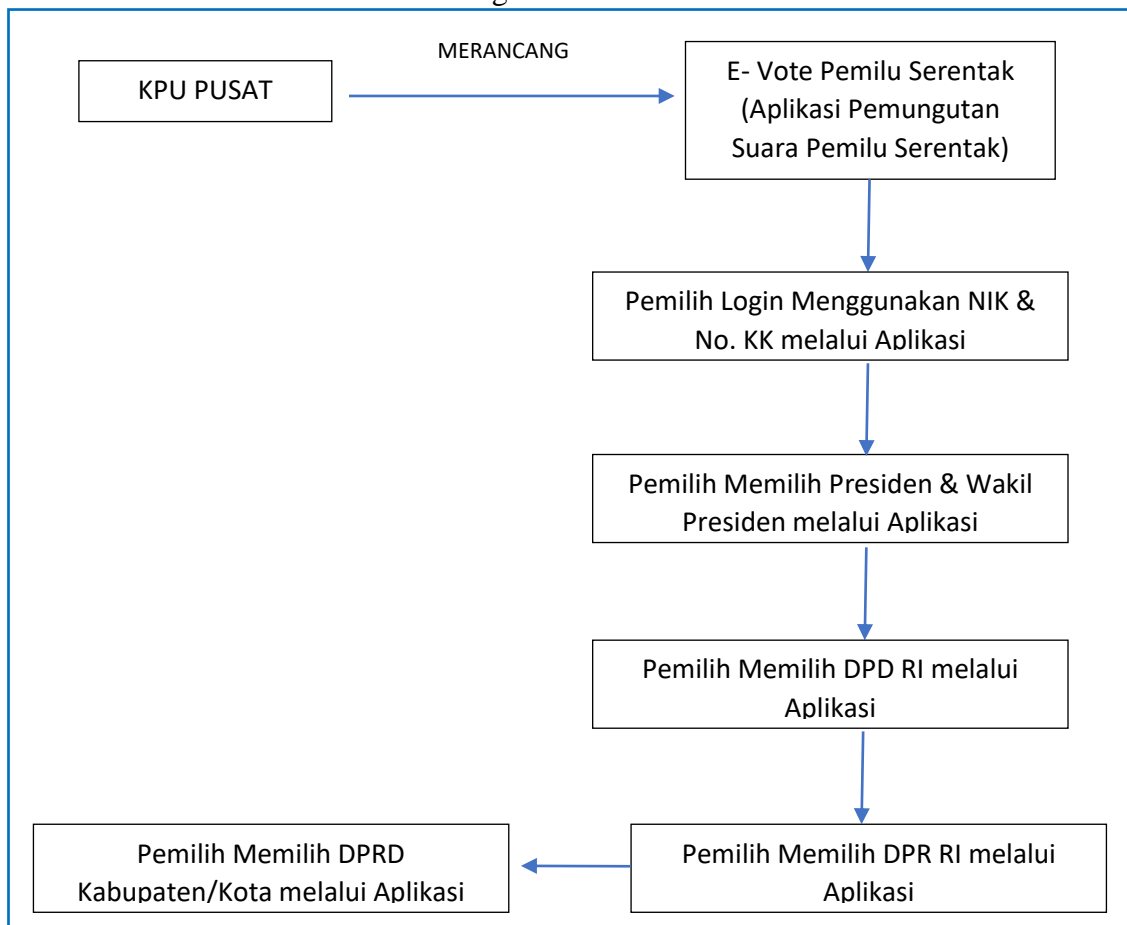 MERANCANG
KPU PUSAT
E- Vote Pemilu Serentak
(Aplikasi Pemungutan
Suara Pemilu Serentak)
Pemilih Login Menggunakan NIK &
No. KK melalui Aplikasi
Pemilih Memilih Presiden & Wakil
Presiden melalui Aplikasi
Pemilih Memilih DPD RI melalui
Aplikasi
Pemilih Memilih DPRD
Kabupaten/Kota melalui Aplikasi
Pemilih Memilih DPR RI melalui
Aplikasi